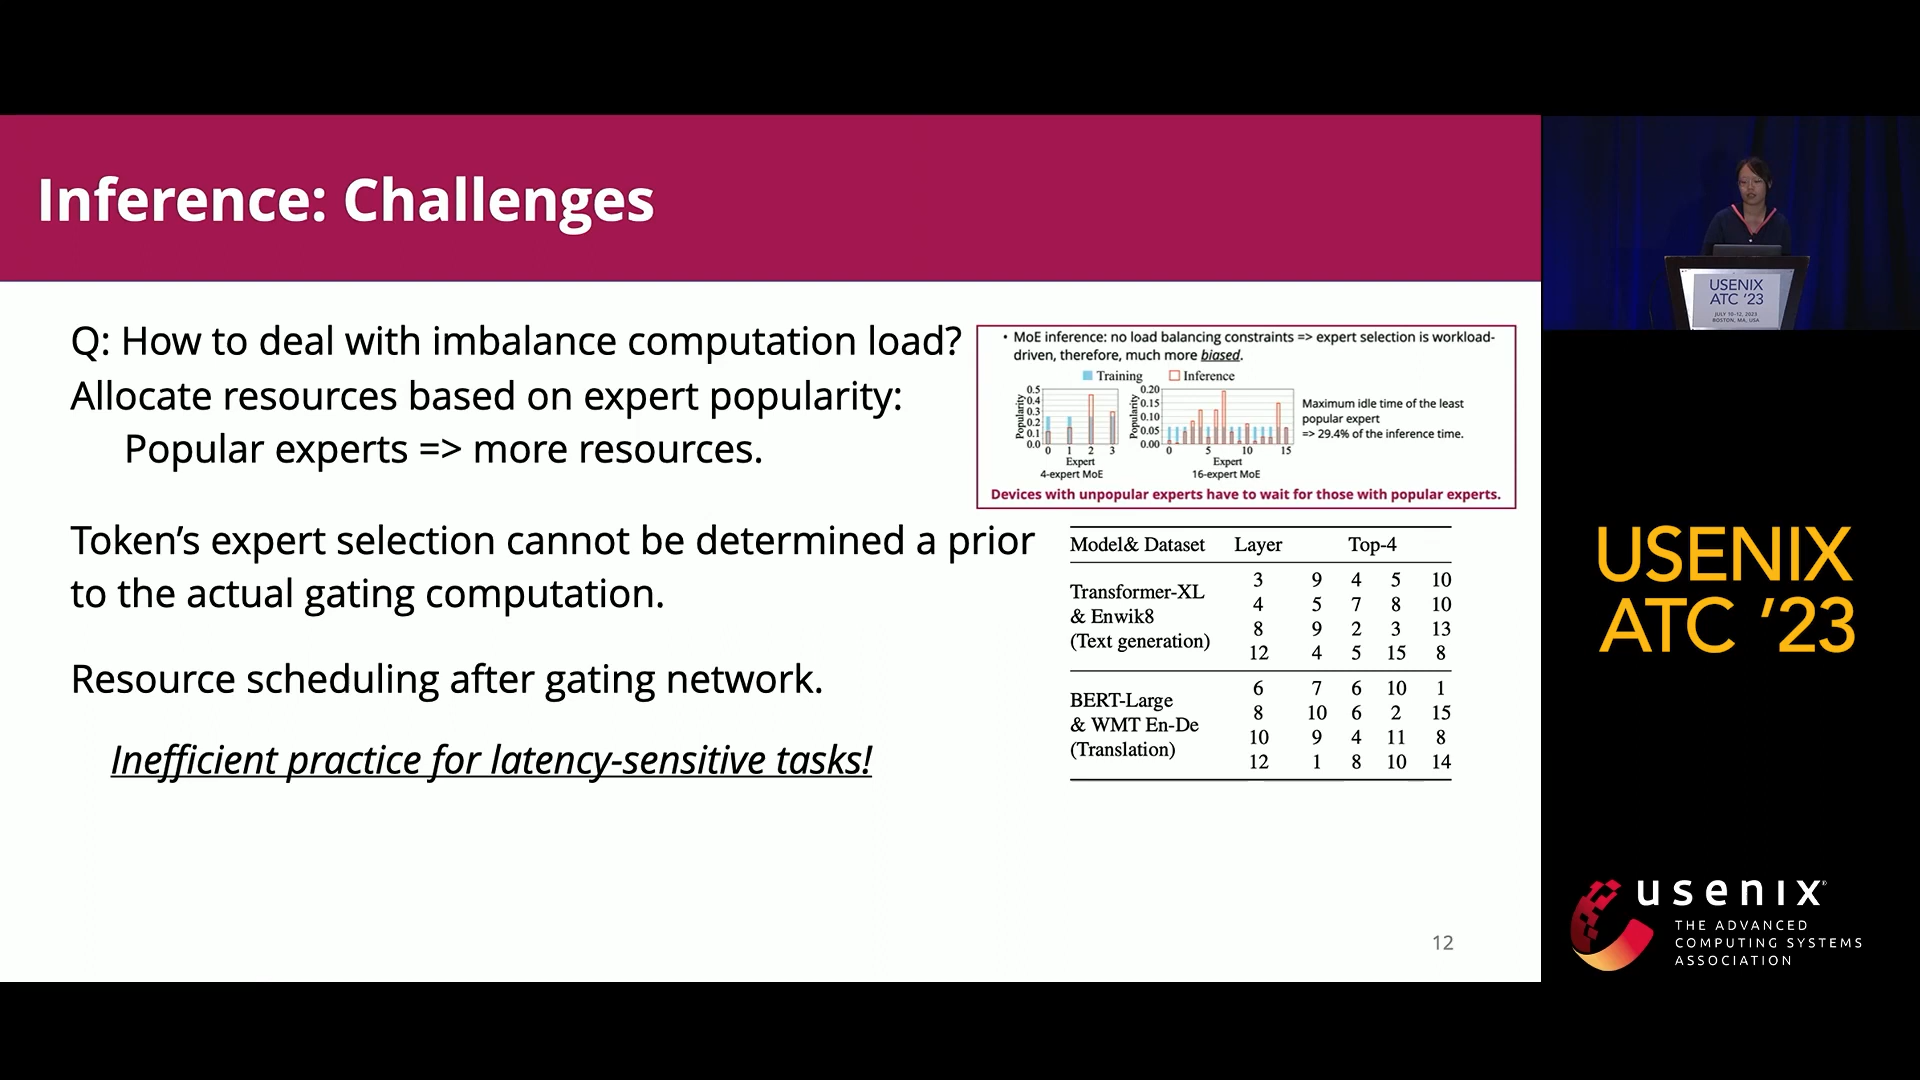 Inference: Challenges
Q: How to deal with imbalance computation load?
Allocate resources based on expert popularity:
Popular experts => more resources.
Token’s expert selection cannot be determined a prior
to the actual gating computation.
Resource scheduling after gating network.
Inefficient practice for latency-sensitive tasks!
• MoE inference: no load balancing constraints => expert selection is workload-
driven, therefore, much more biased.
Training Inference
Popularity
0.5
0.4
0.3
0.2
0.1
0.0
0 1 2 3
Expert
4-expert MoE
Popularity
0.20
0.15
0.10
0.05
0.00
0 5 10 15
Expert
16-expert MoE
Maximum idle time of the least
popular expert
=> 29.4% of the inference time.
Devices with unpopular experts have to wait for those with popular experts.
Model& Dataset Layer Top-4
Transformer-XL
& Enwik8
(Text generation)
3 9 4 5 10
4 5 7 8 10
8 9 2 3 13
12 4 5 15 8
BERT-Large
& WMT En-De
(Translation)
6 7 6 10 1
8 10 6 2 15
10 9 4 11 8
12 1 8 10 14
12
USENIX
ATC ’23
JULY 10–12, 2023
BOSTON, MA, USA
USENIX
ATC ’23
usenix®
THE ADVANCED
COMPUTING SYSTEMS
ASSOCIATION